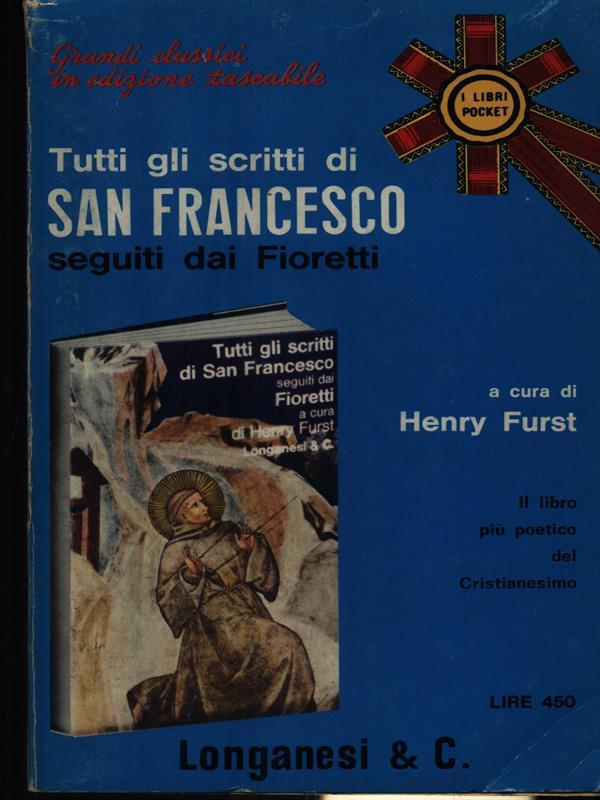 Grandi classici
in edizione tascabile
I LIBRI
POCKET
Tutti gli scritti di
SAN FRANCESCO
seguiti dai Fioretti
Tutti gli scritti
di San Francesco
seguiti dai
Fioretti
a cura
di Henry Furst
Longanesi & C.
a cura di
Henry Furst
Il libro
più poetico
del
Cristianesimo
LIRE 450
Longanesi & C.